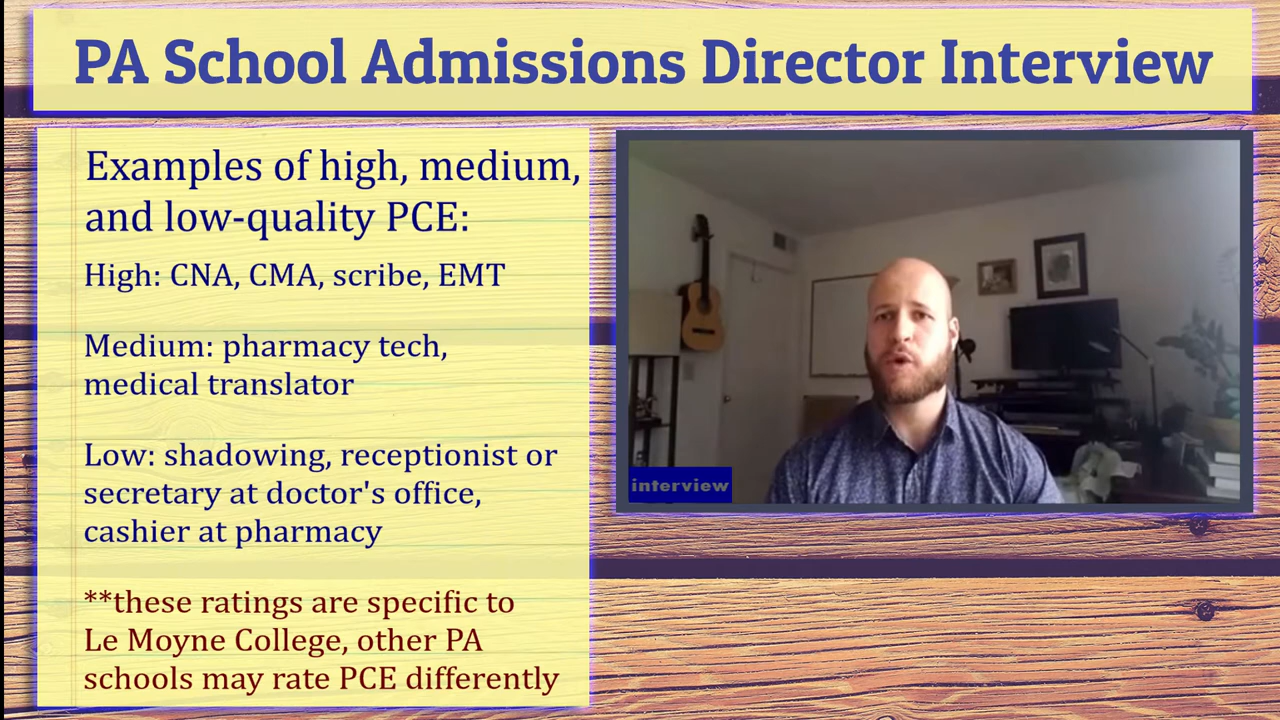 PA School Admissions Director Interview
Examples of high, medium,
and low-quality PCE:
High: CNA, CMA, scribe, EMT
Medium: pharmacy tech,
medical translator
Low: shadowing, receptionist or
secretary at doctor's office,
cashier at pharmacy
**these ratings are specific to
Le Moyne College, other PA
schools may rate PCE differently
interview